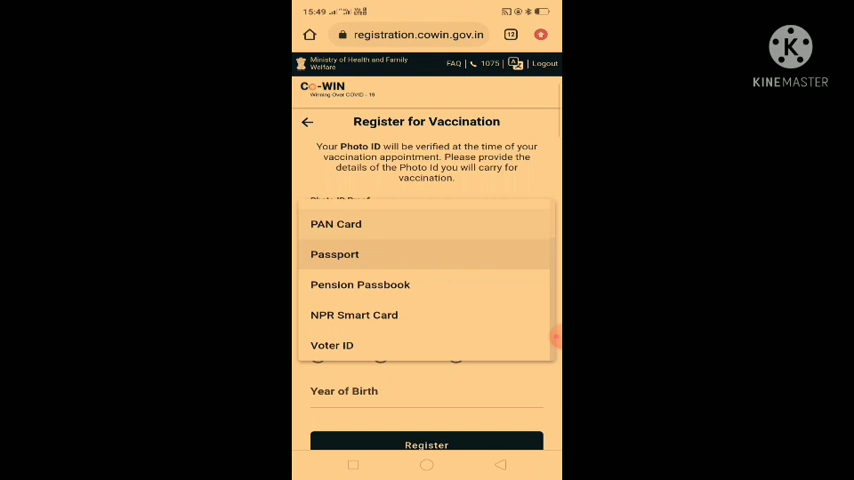 15:49
registration.cowin.gov.in
12
Ministry of Health and Family
Welfare
FAQ
1075
Logout
Co-WIN
Winning Over COVID - 19
Register for Vaccination
Your Photo ID will be verified at the time of your
vaccination appointment. Please provide the
details of the Photo Id you will carry for
vaccination.
Photo ID Proof
PAN Card
Passport
Pension Passbook
NPR Smart Card
Voter ID
Year of Birth
Register
K
KINEMASTER